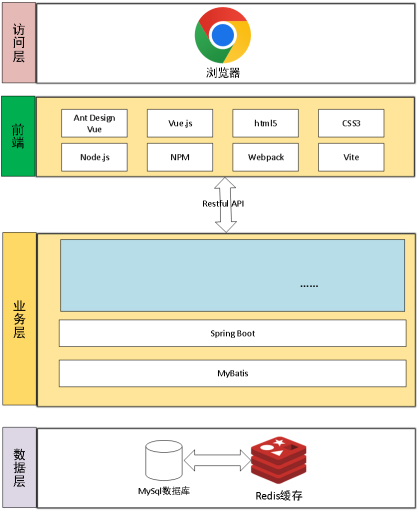 访问层
浏览器
前端
Ant Design
Vue
Vue.js
html5
CSS3
Node.js
NPM
Webpack
Vite
Restful API
业务层
......
Spring Boot
MyBatis
数据层
MySql数据库
Redis缓存